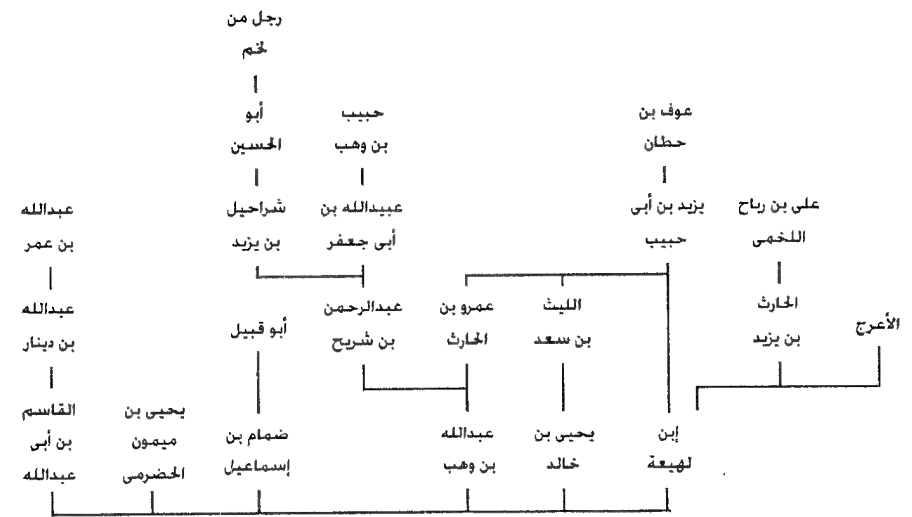 رجل من
لخم
أبو
الحسين
حبيب
بن وهب
عوف بن
حطان
على بن رباح
اللخمى
يزيد بن أبى
حبيب
عبيدالله بن
أبى جعفر
شراحيل
بن يزيد
عبدالله
بن عمر
الأعرج
الحارث
بن يزيد
الليث
بن سعد
عمرو بن
الحارث
عبدالرحمن
بن شريح
أبو قبيل
عبدالله
بن دينار
إبن
لهيعة
يحيى بن
خالد
عبدالله
بن وهب
ضمام بن
إسماعيل
يحيى بن
ميمون
الحضرمى
القاسم
بن أبى
عبدالله